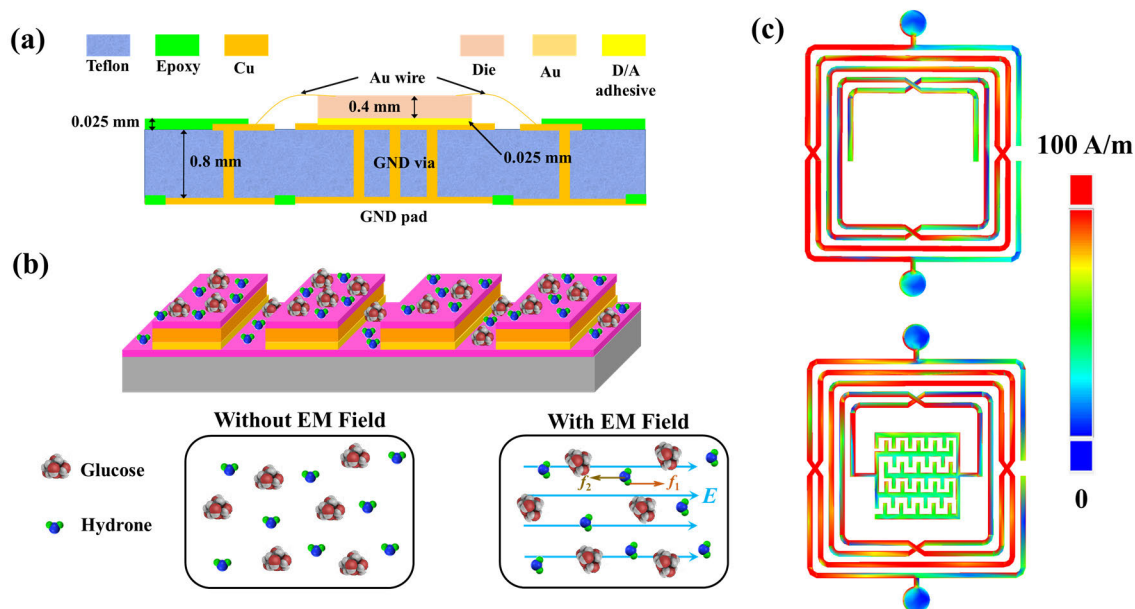 (a)
Teflon
Epoxy
Cu
Au wire
Die
Au
D/A
adhesive
0.025 mm
0.4 mm
0.8 mm
GND via
0.025 mm
GND pad
(b)
Without EM Field
With EM Field
Glucose
Hydrone
f2
f1
E
(c)
100 A/m
0